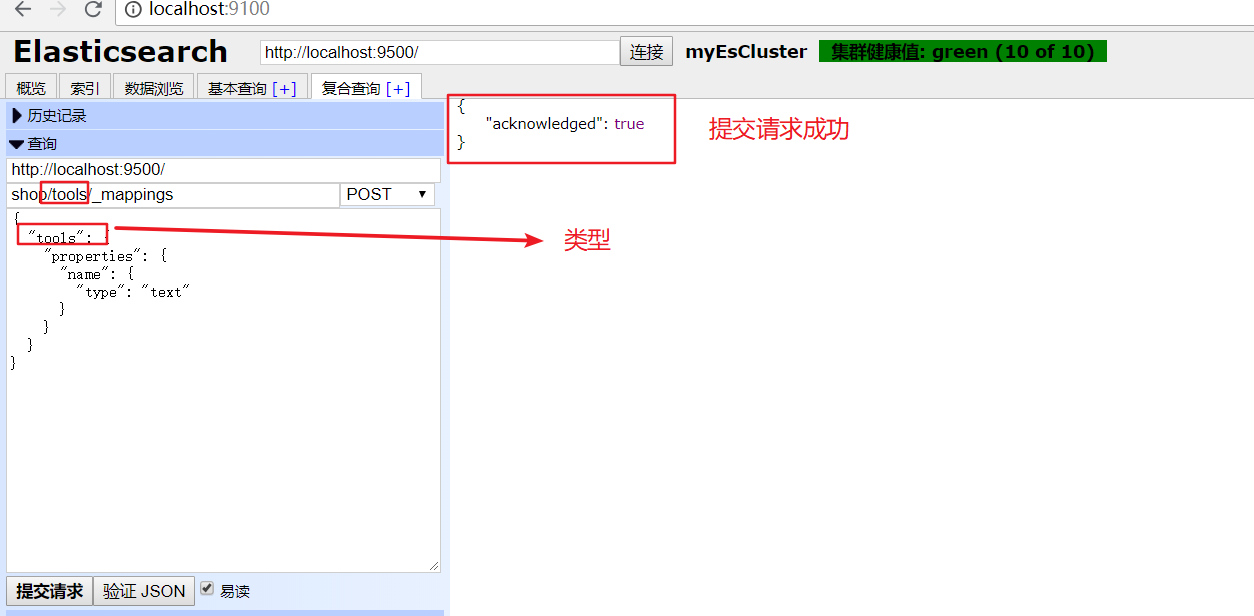 localhost:9100
Elasticsearch
http://localhost:9500/
连接
myEsCluster
集群健康值: green (10 of 10)
概览
索引
数据浏览
基本查询 [+]
复合查询 [+]
历史记录
查询
http://localhost:9500/
shop/tools/_mappings
POST
{
"tools": {
"properties": {
"name": {
"type": "text"
}
}
}
}
提交请求
验证 JSON
易读
{
"acknowledged": true
}
提交请求成功
类型